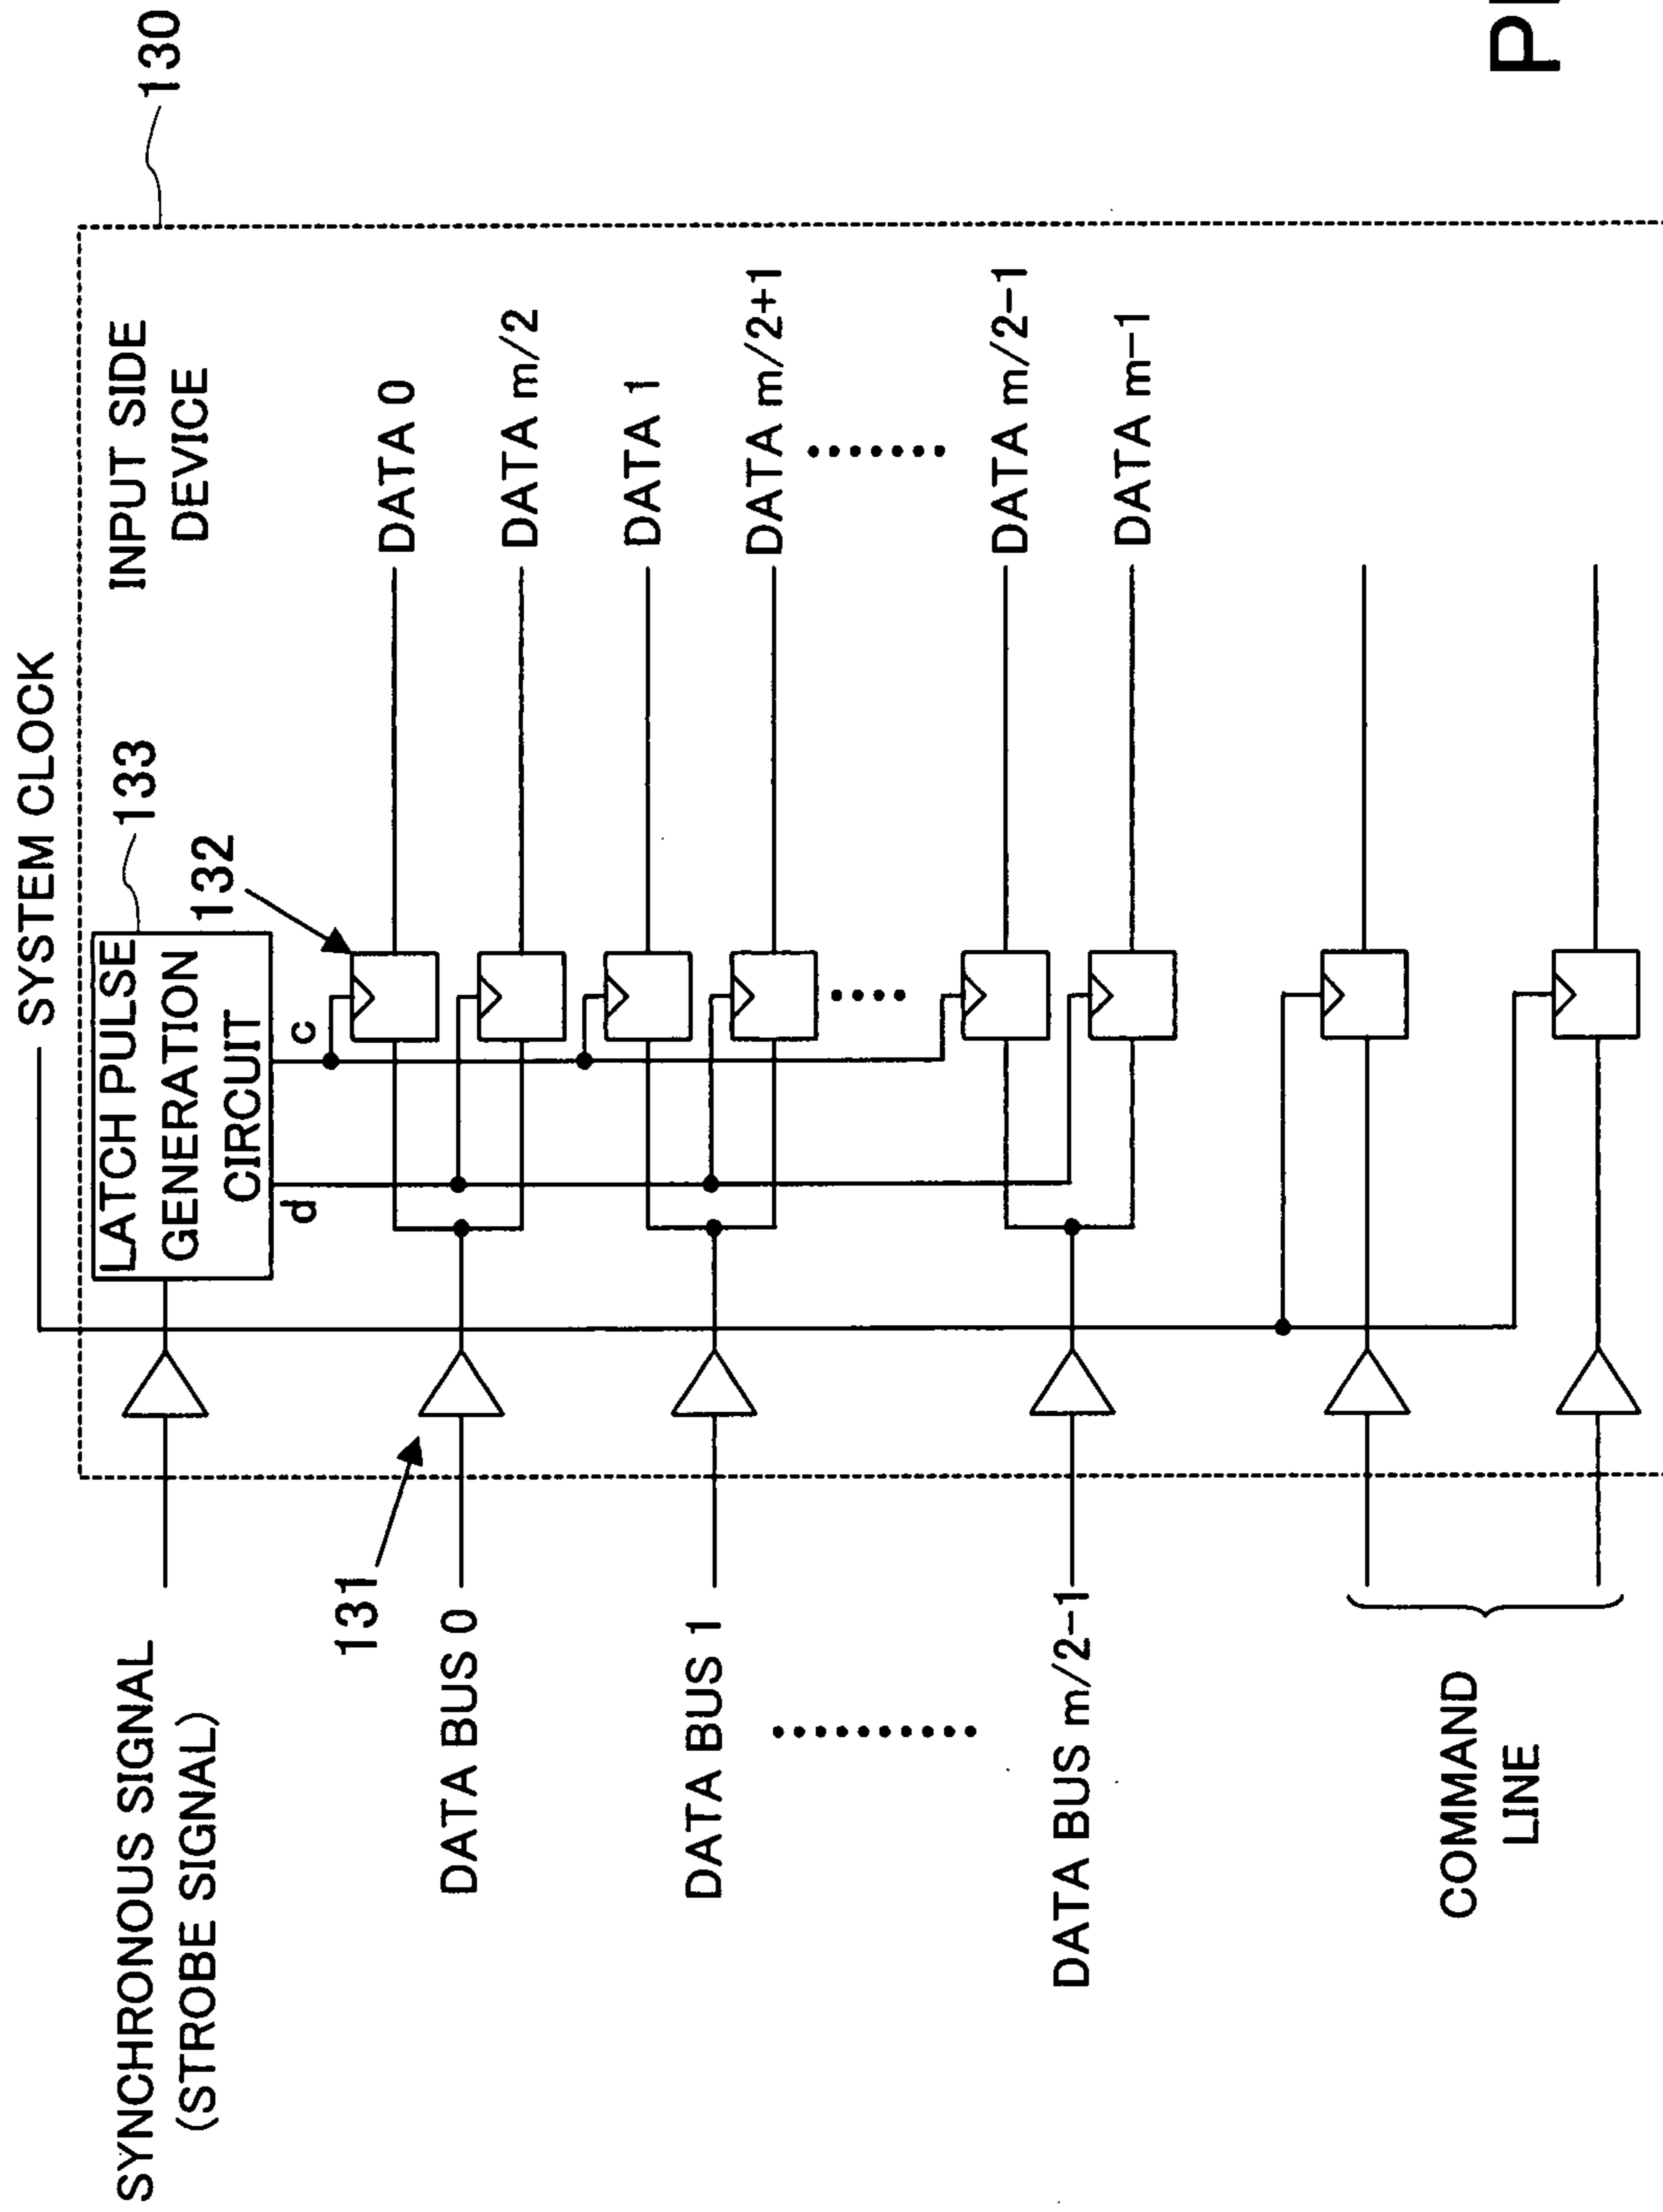 SYSTEM CLOCK
130
SYNCHRONOUS SIGNAL
(STROBE SIGNAL)
LATCH PULSE
GENERATION
CIRCUIT
133
INPUT SIDE
DEVICE
d
c
132
131
DATA BUS 0
DATA 0
DATA m/2
DATA BUS 1
DATA 1
DATA m/2+1
DATA BUS m/2-1
DATA m/2-1
DATA m-1
COMMAND
LINE